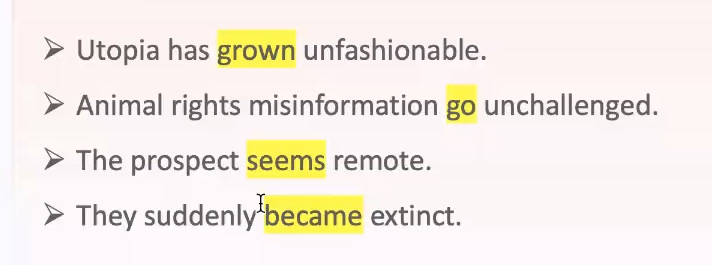 ➢ Utopia has grown unfashionable.
➢ Animal rights misinformation go unchallenged.
➢ The prospect seems remote.
➢ They suddenly became extinct.